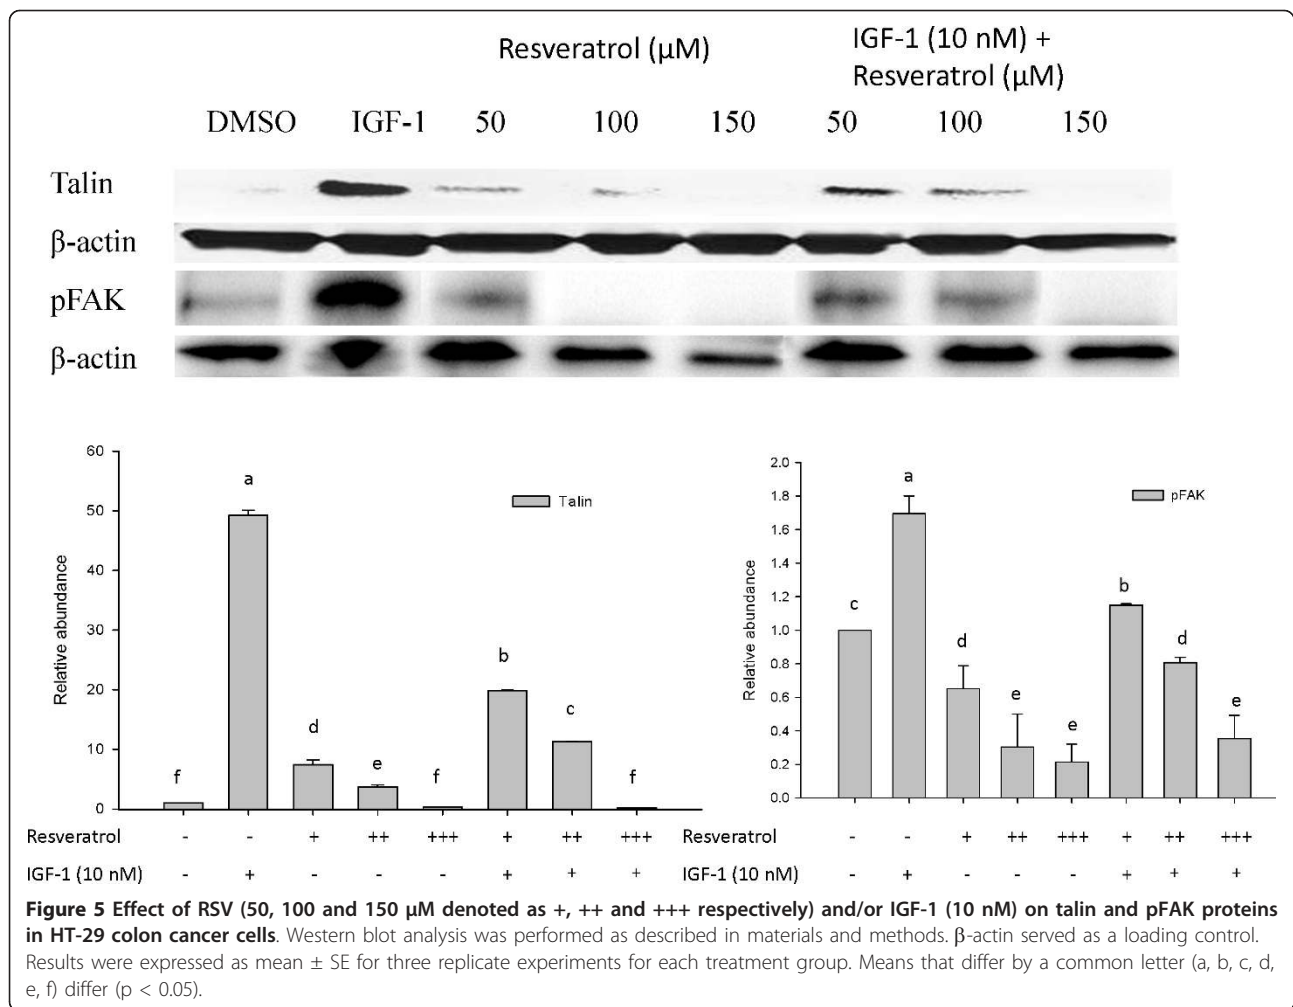 Resveratrol (µM)
IGF-1 (10 nM) +
Resveratrol (µM)
DMSO IGF-1 50 100 150 50 100 150
Talin
β-actin
pFAK
β-actin
60
50
40
30
20
10
0
Relative abundance
a
b
c
d
e
f
f
f
Talin
2.0
1.8
1.6
1.4
1.2
1.0
0.8
0.6
0.4
0.2
0.0
Relative abundance
a
b
c
d
d
e
e
e
pFAK
Resveratrol - - + ++ +++ + ++ +++
IGF-1 (10 nM) - + - - - + + +
Resveratrol - - + ++ +++ + ++ +++
IGF-1 (10 nM) - + - - - + + +
Figure 5 Effect of RSV (50, 100 and 150 µM denoted as +, ++ and +++ respectively) and/or IGF-1 (10 nM) on talin and pFAK proteins
in HT-29 colon cancer cells. Western blot analysis was performed as described in materials and methods. β-actin served as a loading control.
Results were expressed as mean ± SE for three replicate experiments for each treatment group. Means that differ by a common letter (a, b, c, d,
e, f) differ (p < 0.05).